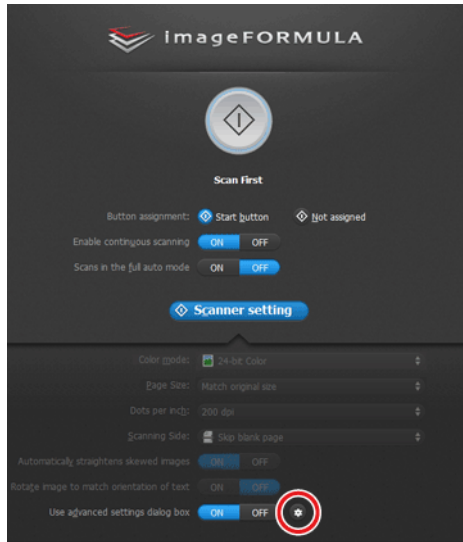 imageFORMULA
Scan First
Button assignment: Start button Not assigned
Enable continuous scanning ON OFF
Scans in the full auto mode ON OFF
Scanner setting
Color mode: 24-bit Color
Page Size: Match original size
Dots per inch: 200 dpi
Scanning Side: Skip blank page
Automatically straightens skewed images ON OFF
Rotate image to match orientation of text ON OFF
Use advanced settings dialog box ON OFF